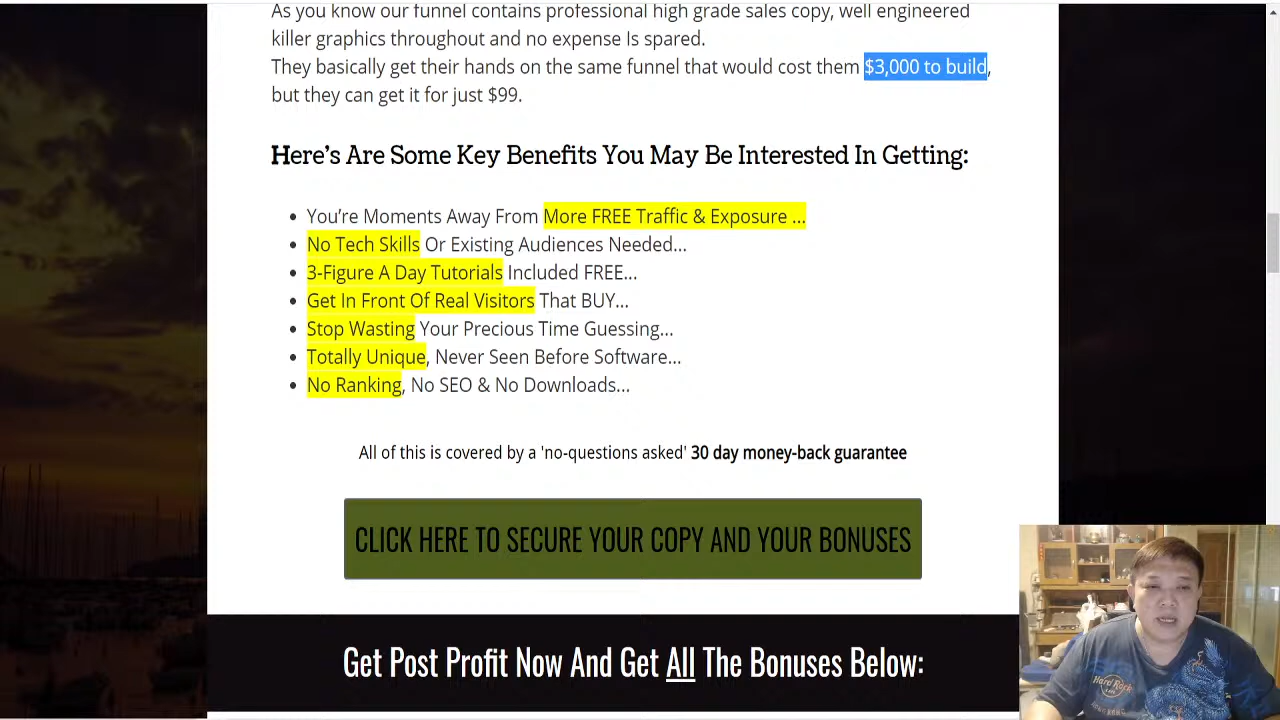 As you know our funnel contains professional high grade sales copy, well engineered
killer graphics throughout and no expense Is spared.
They basically get their hands on the same funnel that would cost them $3,000 to build,
but they can get it for just $99.
Here's Are Some Key Benefits You May Be Interested In Getting:
You're Moments Away From More FREE Traffic & Exposure ...
No Tech Skills Or Existing Audiences Needed...
3-Figure A Day Tutorials Included FREE...
Get In Front Of Real Visitors That BUY...
Stop Wasting Your Precious Time Guessing...
Totally Unique, Never Seen Before Software...
No Ranking, No SEO & No Downloads...
All of this is covered by a 'no-questions asked' 30 day money-back guarantee
CLICK HERE TO SECURE YOUR COPY AND YOUR BONUSES
Get Post Profit Now And Get All The Bonuses Below:
Hard Rock